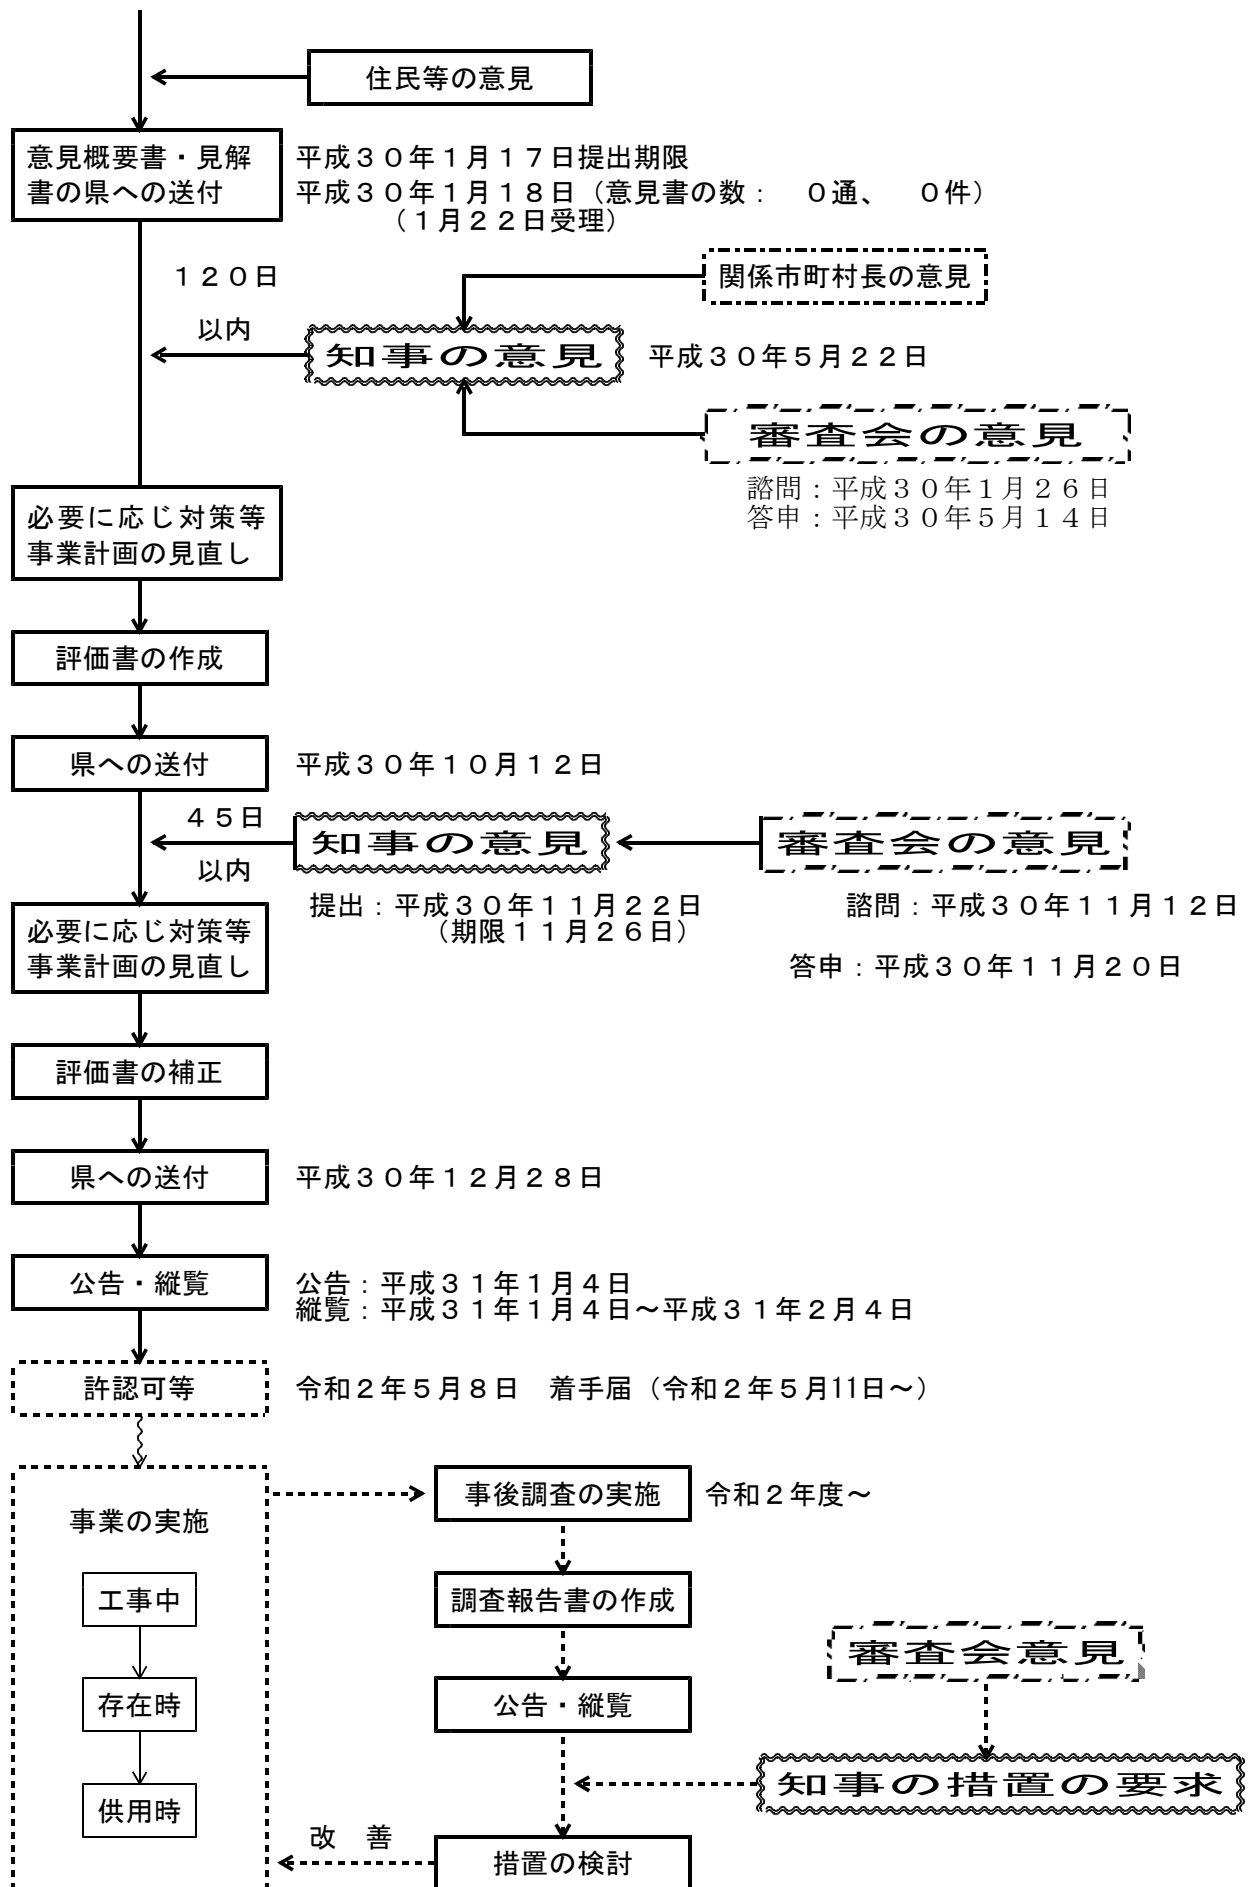 住民等の意見
意見概要書・見解
書の県への送付
平成３０年１月１７日提出期限
平成３０年１月１８日（意見書の数：　０通、　０件）
（１月２２日受理）
１２０日
以内
関係市町村長の意見
知事の意見
平成３０年５月２２日
審査会の意見
諮問：平成３０年１月２６日
答申：平成３０年５月１４日
必要に応じ対策等
事業計画の見直し
評価書の作成
県への送付
平成３０年１０月１２日
４５日
以内
知事の意見
審査会の意見
提出：平成３０年１１月２２日
（期限１１月２６日）
諮問：平成３０年１１月１２日
答申：平成３０年１１月２０日
必要に応じ対策等
事業計画の見直し
評価書の補正
県への送付
平成３０年１２月２８日
公告・縦覧
公告：平成３１年１月４日
縦覧：平成３１年１月４日～平成３１年２月４日
許認可等
令和２年５月８日　着手届（令和２年５月11日～）
事業の実施
工事中
存在時
供用時
事後調査の実施
令和２年度～
調査報告書の作成
公告・縦覧
審査会意見
知事の措置の要求
改　善
措置の検討